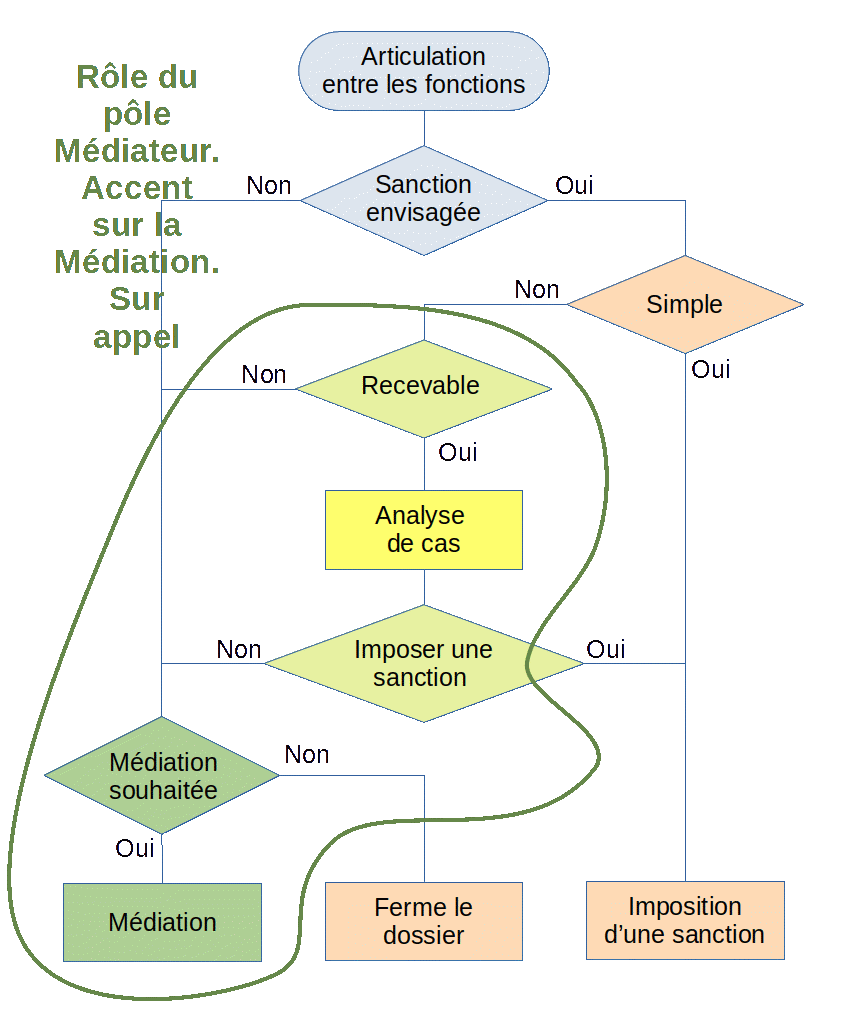 Articulation
entre les fonctions
Rôle du
pôle
Médiateur.
Accent
sur la
Médiation.
Sur
appel
Non
Sanction
envisagée
Oui
Non
Simple
Oui
Non
Recevable
Oui
Analyse
de cas
Non
Imposer une
sanction
Oui
Médiation
souhaitée
Non
Oui
Médiation
Ferme le
dossier
Imposition
d’une sanction